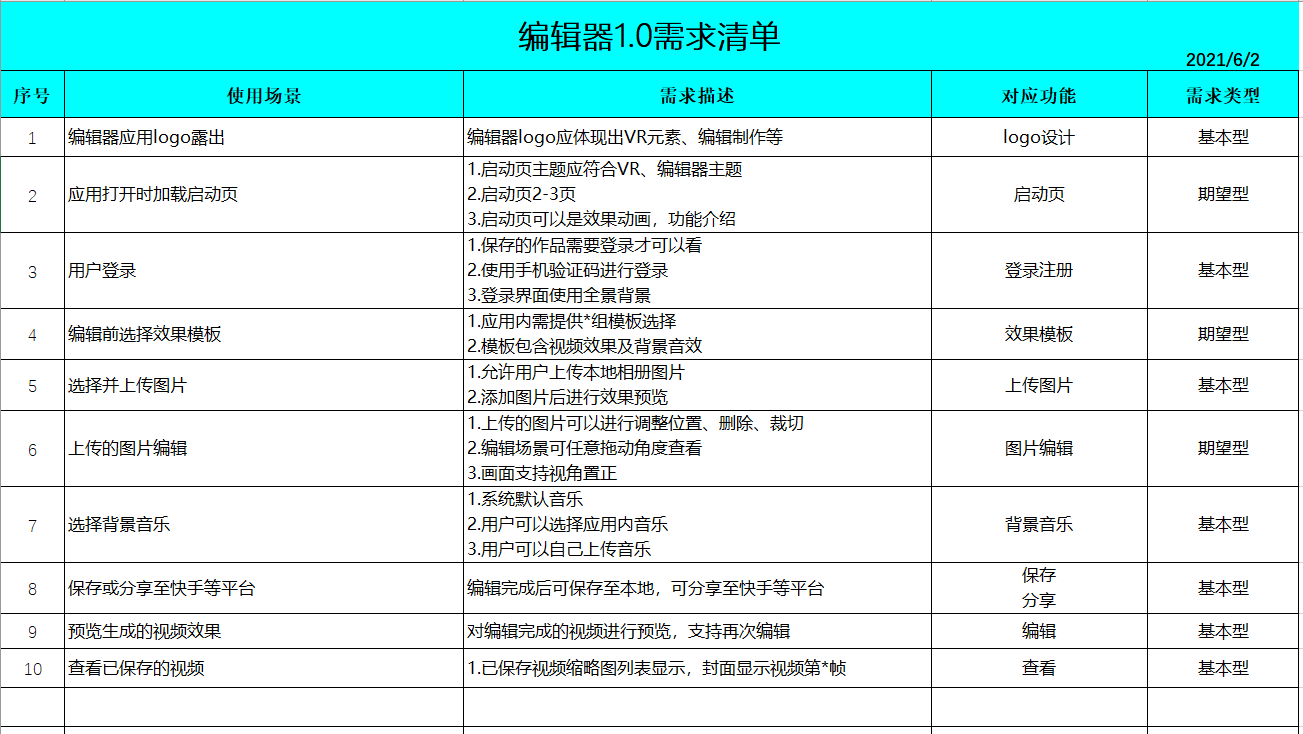 编辑器1.0需求清单
2021/6/2
序号 使用场景 需求描述 对应功能 需求类型
1 编辑器应用logo露出 编辑器logo应体现出VR元素、编辑制作等 logo设计 基本型
2 应用打开时加载启动页 1.启动页主题应符合VR、编辑器主题
2.启动页2-3页
3.启动页可以是效果动画，功能介绍 启动页 期望型
3 用户登录 1.保存的作品需要登录才可以看
2.使用手机验证码进行登录
3.登录界面使用全景背景 登录注册 基本型
4 编辑前选择效果模板 1.应用内需提供*组模板选择
2.模板包含视频效果及背景音效 效果模板 期望型
5 选择并上传图片 1.允许用户上传本地相册图片
2.添加图片后进行效果预览 上传图片 基本型
6 上传的图片编辑 1.上传的图片可以进行调整位置、删除、裁切
2.编辑场景可任意拖动角度查看
3.画面支持视角置正 图片编辑 期望型
7 选择背景音乐 1.系统默认音乐
2.用户可以选择应用内音乐
3.用户可以自己上传音乐 背景音乐 基本型
8 保存或分享至快手等平台 编辑完成后可保存至本地，可分享至快手等平台 保存
分享 基本型
9 预览生成的视频效果 对编辑完成的视频进行预览，支持再次编辑 编辑 基本型
10 查看已保存的视频 1.已保存视频缩略图列表显示，封面显示视频第*帧 查看 基本型